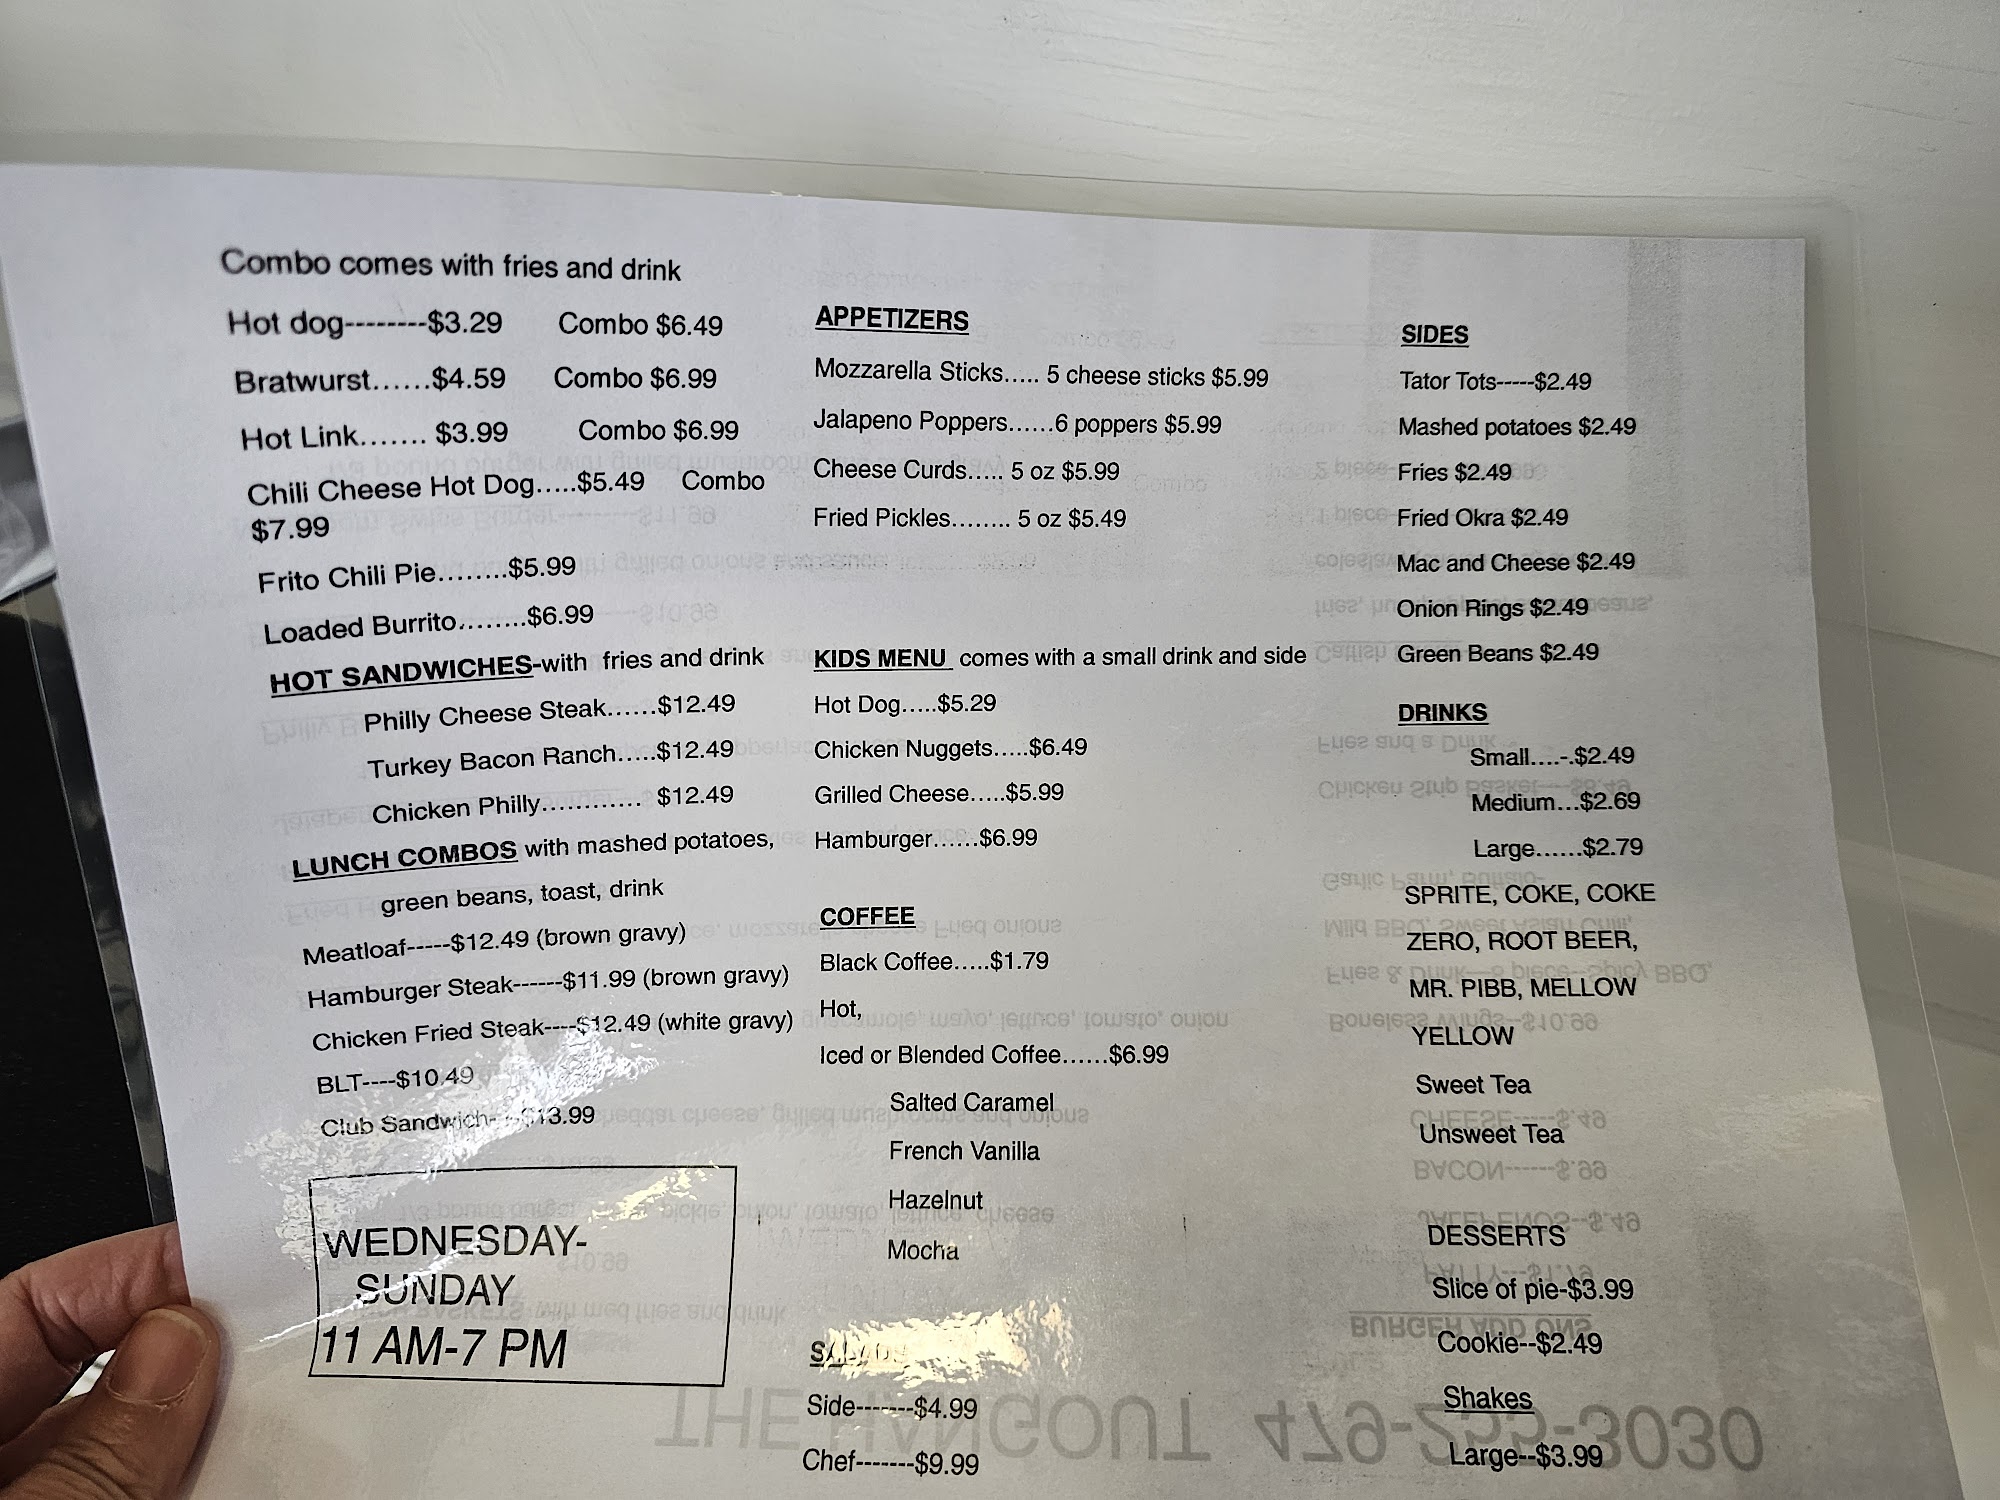 Combo comes with fries and drink
Hot dog--------$3.29 Combo $6.49
Bratwurst......$4.59 Combo $6.99
Hot Link....... $3.99 Combo $6.99
Chili Cheese Hot Dog.....$5.49 Combo
$7.99
Frito Chili Pie........$5.99
Loaded Burrito........$6.99
HOT SANDWICHES-with fries and drink
Philly Cheese Steak......$12.49
Turkey Bacon Ranch.....$12.49
Chicken Philly............ $12.49
LUNCH COMBOS with mashed potatoes,
green beans, toast, drink
Meatloaf-----$12.49 (brown gravy)
Hamburger Steak------$11.99 (brown gravy)
Chicken Fried Steak----$12.49 (white gravy)
BLT----$10.49
Club Sandwich- $13.99
WEDNESDAY-
SUNDAY
11 AM-7 PM
APPETIZERS
Mozzarella Sticks..... 5 cheese sticks $5.99
Jalapeno Poppers......6 poppers $5.99
Cheese Curds..... 5 oz $5.99
Fried Pickles........ 5 oz $5.49
KIDS MENU comes with a small drink and side
Hot Dog.....$5.29
Chicken Nuggets.....$6.49
Grilled Cheese.....$5.99
Hamburger......$6.99
COFFEE
Black Coffee.....$1.79
Hot,
Iced or Blended Coffee......$6.99
Salted Caramel
French Vanilla
Hazelnut
Mocha
Side-------$4.99
Chef-------$9.99
SIDES
Tator Tots-----$2.49
Mashed potatoes $2.49
Fries $2.49
Fried Okra $2.49
Mac and Cheese $2.49
Onion Rings $2.49
Green Beans $2.49
DRINKS
Small....-.$2.49
Medium...$2.69
Large......$2.79
SPRITE, COKE, COKE
ZERO, ROOT BEER,
MR. PIBB, MELLOW
YELLOW
Sweet Tea
Unsweet Tea
DESSERTS
Slice of pie-$3.99
Cookie--$2.49
Shakes
Large--$3.99